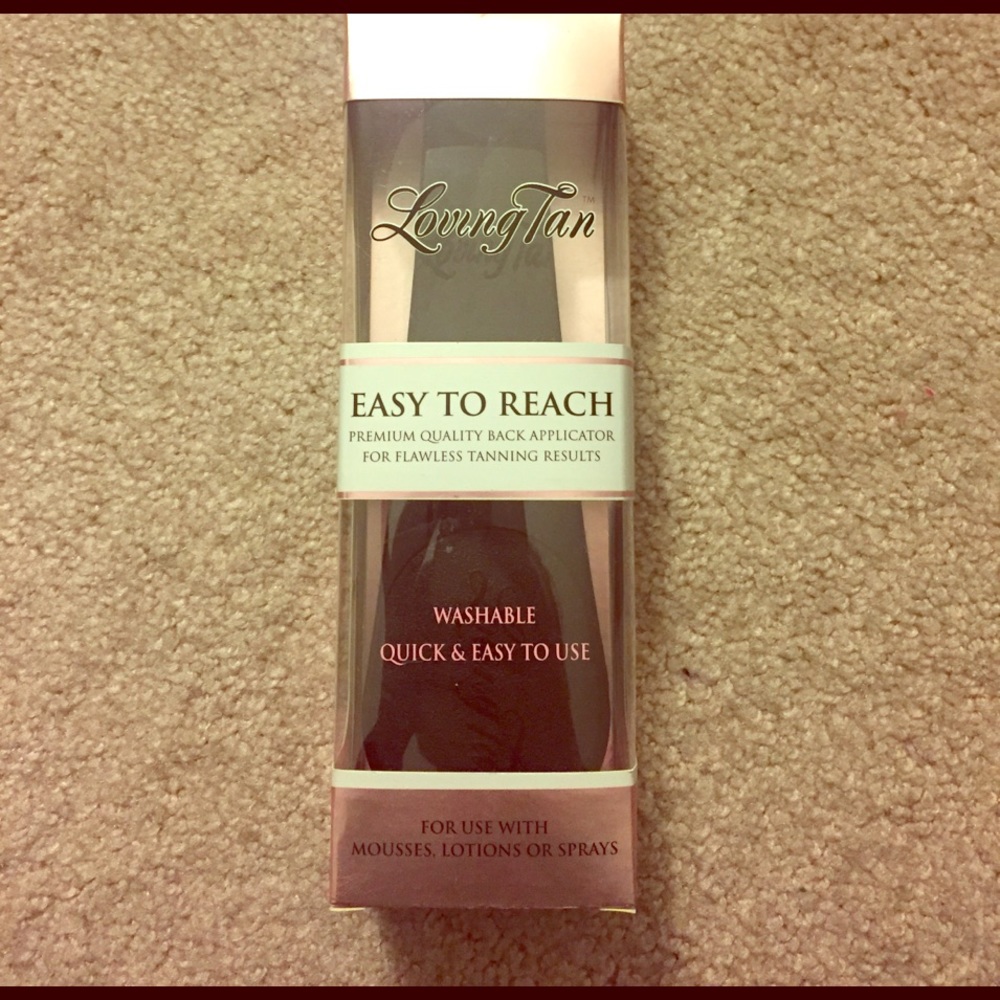 Loving Tan™
EASY TO REACH
PREMIUM QUALITY BACK APPLICATOR
FOR FLAWLESS TANNING RESULTS
WASHABLE
QUICK & EASY TO USE
FOR USE WITH
MOUSSES, LOTIONS OR SPRAYS